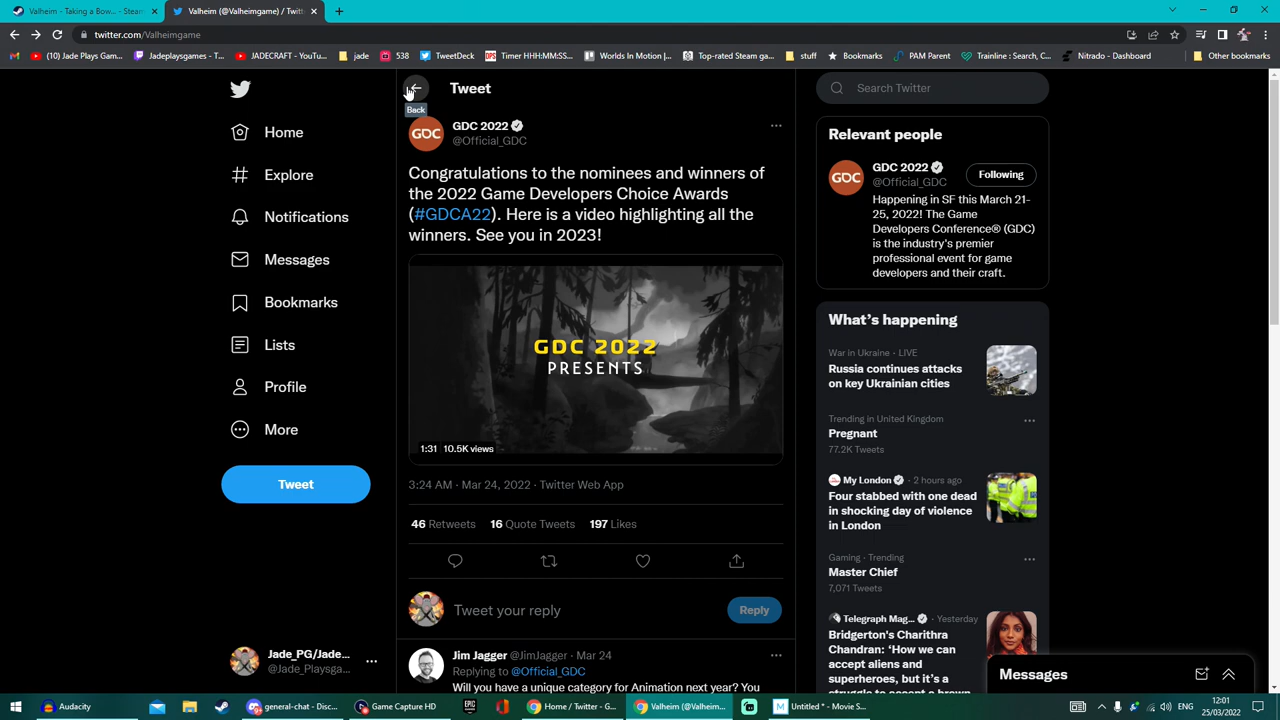 Valheim - Taking a Bow... - Steam
Valheim (@Valheimgame) / Twitt
twitter.com/Valheimgame
(10) Jade Plays Gam...
Jadeplaysgames - T...
JADECRAFT - YouTu...
jade
538
TweetDeck
Timer HHH:MM:SS...
Worlds In Motion |...
Top-rated Steam ga...
stuff
Bookmarks
PAM Parent
Trainline : Search, C...
Nitrado - Dashboard
Other bookmarks
Tweet
Back
Search Twitter
Home
Explore
Notifications
Messages
Bookmarks
Lists
Profile
More
Tweet
Jade_PG/Jade...
@Jade_Playsga...
GDC 2022
@Official_GDC
Congratulations to the nominees and winners of
the 2022 Game Developers Choice Awards
(#GDCA22). Here is a video highlighting all the
winners. See you in 2023!
GDC 2022
PRESENTS
1:31 10.5K views
3:24 AM · Mar 24, 2022 · Twitter Web App
46 Retweets 16 Quote Tweets 197 Likes
Tweet your reply
Reply
Jim Jagger @JimJagger · Mar 24
Replying to @Official_GDC
Will you have a unique category for Animation next year? You
Relevant people
GDC 2022
@Official_GDC
Following
Happening in SF this March 21-
25, 2022! The Game
Developers Conference® (GDC)
is the industry's premier
professional event for game
developers and their craft.
What's happening
War in Ukraine · LIVE
Russia continues attacks
on key Ukrainian cities
Trending in United Kingdom
Pregnant
77.2K Tweets
My London · 2 hours ago
Four stabbed with one dead
in shocking day of violence
in London
Gaming · Trending
Master Chief
7,071 Tweets
Telegraph Mag... · Yesterday
Bridgerton's Charithra
Chandran: 'How we can
accept aliens and
superheroes, but it's a
struggle to accept a brown
Messages
Audacity
general-chat - Disc...
Game Capture HD
Home / Twitter - G...
Valheim (@Valheim...
Untitled * - Movie S...
12:01
25/03/2022